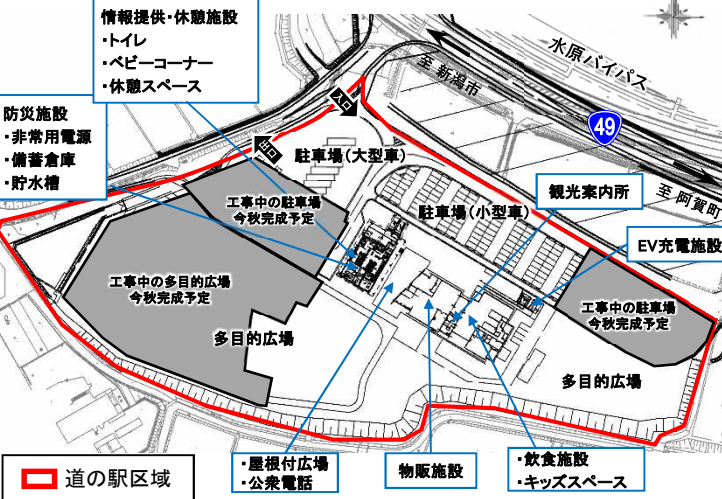 情報提供・休憩施設
・トイレ
・ベビーコーナー
・休憩スペース
防災施設
・非常用電源
・備蓄倉庫
・貯水槽
水原バイパス
至 新潟市
49
至 阿賀町
入口
出口
駐車場(大型車)
駐車場(小型車)
観光案内所
EV充電施設
工事中の駐車場
今秋完成予定
工事中の多目的広場
今秋完成予定
工事中の駐車場
今秋完成予定
多目的広場
多目的広場
・屋根付広場
・公衆電話
物販施設
・飲食施設
・キッズスペース
道の駅区域